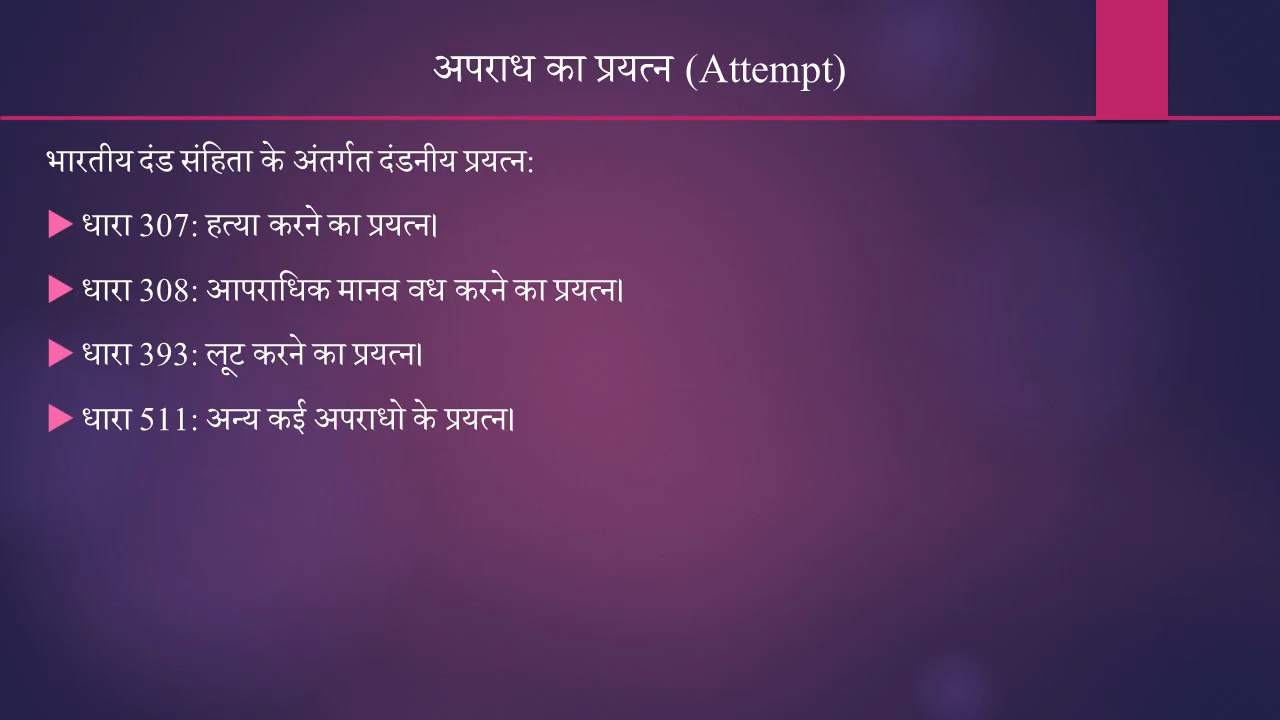 अपराध का प्रयत्न (Attempt)
भारतीय दंड संहिता के अंतर्गत दंडनीय प्रयत्न:
धारा 307: हत्या करने का प्रयत्न।
धारा 308: आपराधिक मानव वध करने का प्रयत्न।
धारा 393: लूट करने का प्रयत्न।
धारा 511: अन्य कई अपराधो के प्रयत्न।